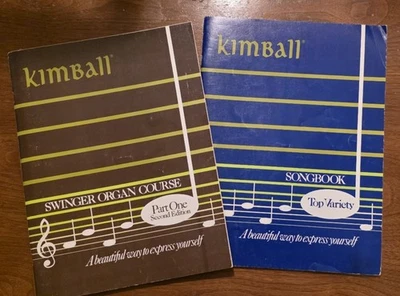 KIMBALL®
SWINGER ORGAN COURSE
Part One
Second Edition
A beautiful way to express yourself
KIMBALL®
SONGBOOK
Top Variety
A beautiful way to express yourself